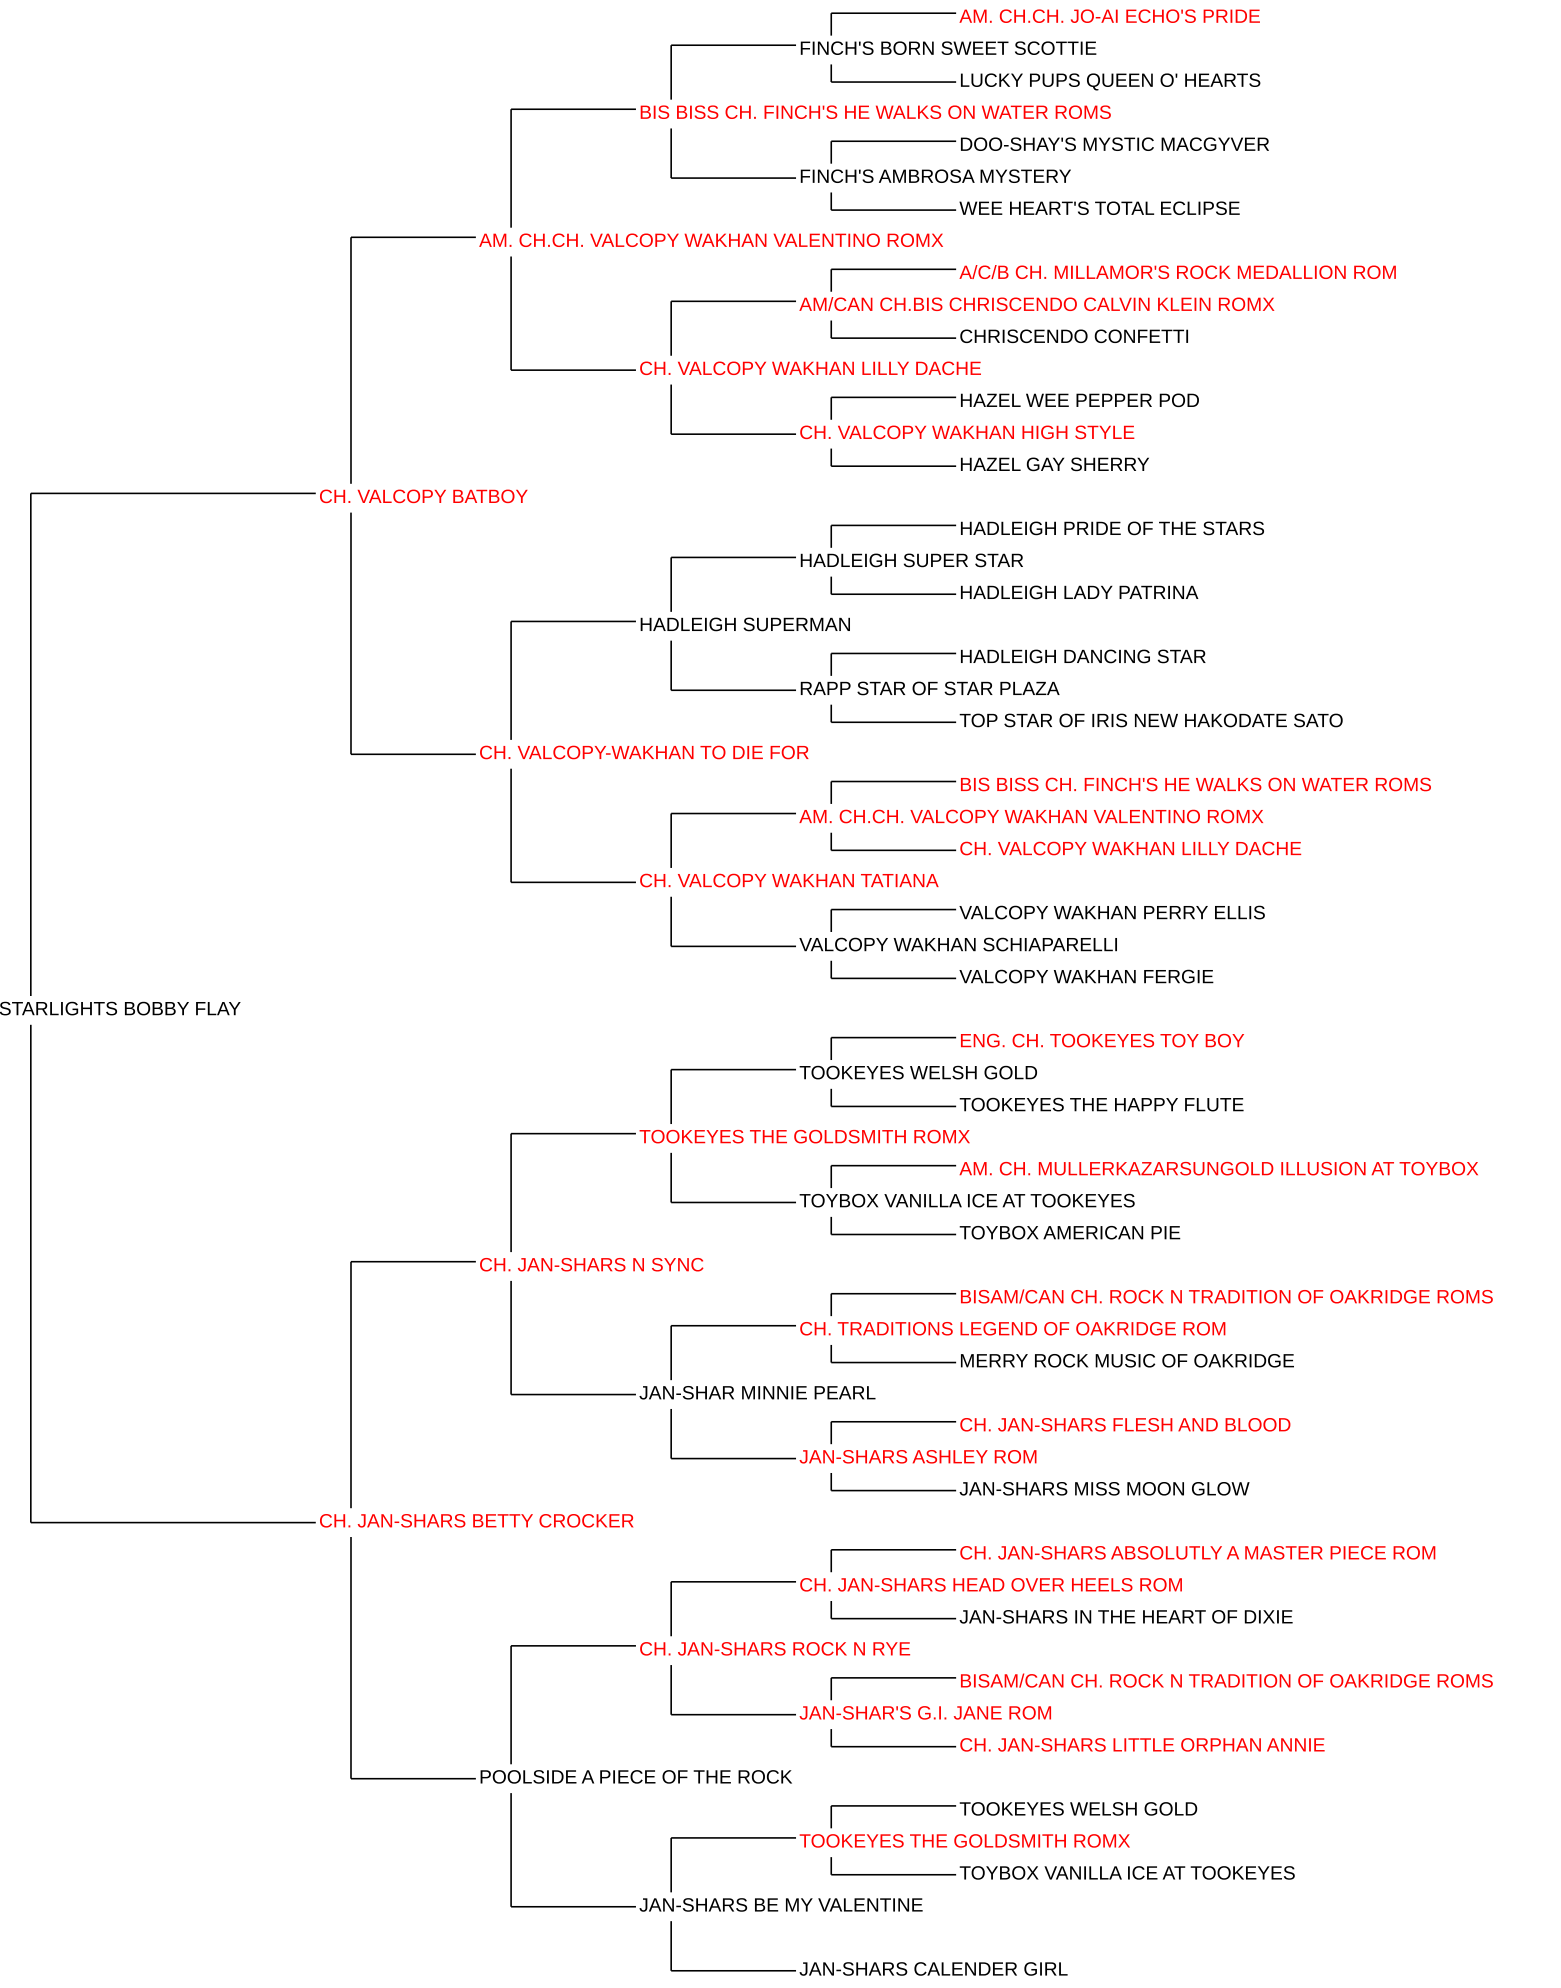 AM. CH.CH. JO-AI ECHO'S PRIDE
FINCH'S BORN SWEET SCOTTIE
LUCKY PUPS QUEEN O' HEARTS
BIS BISS CH. FINCH'S HE WALKS ON WATER ROMS
DOO-SHAY'S MYSTIC MACGYVER
FINCH'S AMBROSA MYSTERY
WEE HEART'S TOTAL ECLIPSE
AM. CH.CH. VALCOPY WAKHAN VALENTINO ROMX
A/C/B CH. MILLAMOR'S ROCK MEDALLION ROM
AM/CAN CH.BIS CHRISCENDO CALVIN KLEIN ROMX
CHRISCENDO CONFETTI
CH. VALCOPY WAKHAN LILLY DACHE
HAZEL WEE PEPPER POD
CH. VALCOPY WAKHAN HIGH STYLE
HAZEL GAY SHERRY
CH. VALCOPY BATBOY
HADLEIGH PRIDE OF THE STARS
HADLEIGH SUPER STAR
HADLEIGH LADY PATRINA
HADLEIGH SUPERMAN
HADLEIGH DANCING STAR
RAPP STAR OF STAR PLAZA
TOP STAR OF IRIS NEW HAKODATE SATO
CH. VALCOPY-WAKHAN TO DIE FOR
BIS BISS CH. FINCH'S HE WALKS ON WATER ROMS
AM. CH.CH. VALCOPY WAKHAN VALENTINO ROMX
CH. VALCOPY WAKHAN LILLY DACHE
CH. VALCOPY WAKHAN TATIANA
VALCOPY WAKHAN PERRY ELLIS
VALCOPY WAKHAN SCHIAPARELLI
VALCOPY WAKHAN FERGIE
STARLIGHTS BOBBY FLAY
ENG. CH. TOOKEYES TOY BOY
TOOKEYES WELSH GOLD
TOOKEYES THE HAPPY FLUTE
TOOKEYES THE GOLDSMITH ROMX
AM. CH. MULLERKAZARSUNGOLD ILLUSION AT TOYBOX
TOYBOX VANILLA ICE AT TOOKEYES
TOYBOX AMERICAN PIE
CH. JAN-SHARS N SYNC
BISAM/CAN CH. ROCK N TRADITION OF OAKRIDGE ROMS
CH. TRADITIONS LEGEND OF OAKRIDGE ROM
MERRY ROCK MUSIC OF OAKRIDGE
JAN-SHAR MINNIE PEARL
CH. JAN-SHARS FLESH AND BLOOD
JAN-SHARS ASHLEY ROM
JAN-SHARS MISS MOON GLOW
CH. JAN-SHARS BETTY CROCKER
CH. JAN-SHARS ABSOLUTLY A MASTER PIECE ROM
CH. JAN-SHARS HEAD OVER HEELS ROM
JAN-SHARS IN THE HEART OF DIXIE
CH. JAN-SHARS ROCK N RYE
BISAM/CAN CH. ROCK N TRADITION OF OAKRIDGE ROMS
JAN-SHAR'S G.I. JANE ROM
CH. JAN-SHARS LITTLE ORPHAN ANNIE
POOLSIDE A PIECE OF THE ROCK
TOOKEYES WELSH GOLD
TOOKEYES THE GOLDSMITH ROMX
TOYBOX VANILLA ICE AT TOOKEYES
JAN-SHARS BE MY VALENTINE
JAN-SHARS CALENDER GIRL